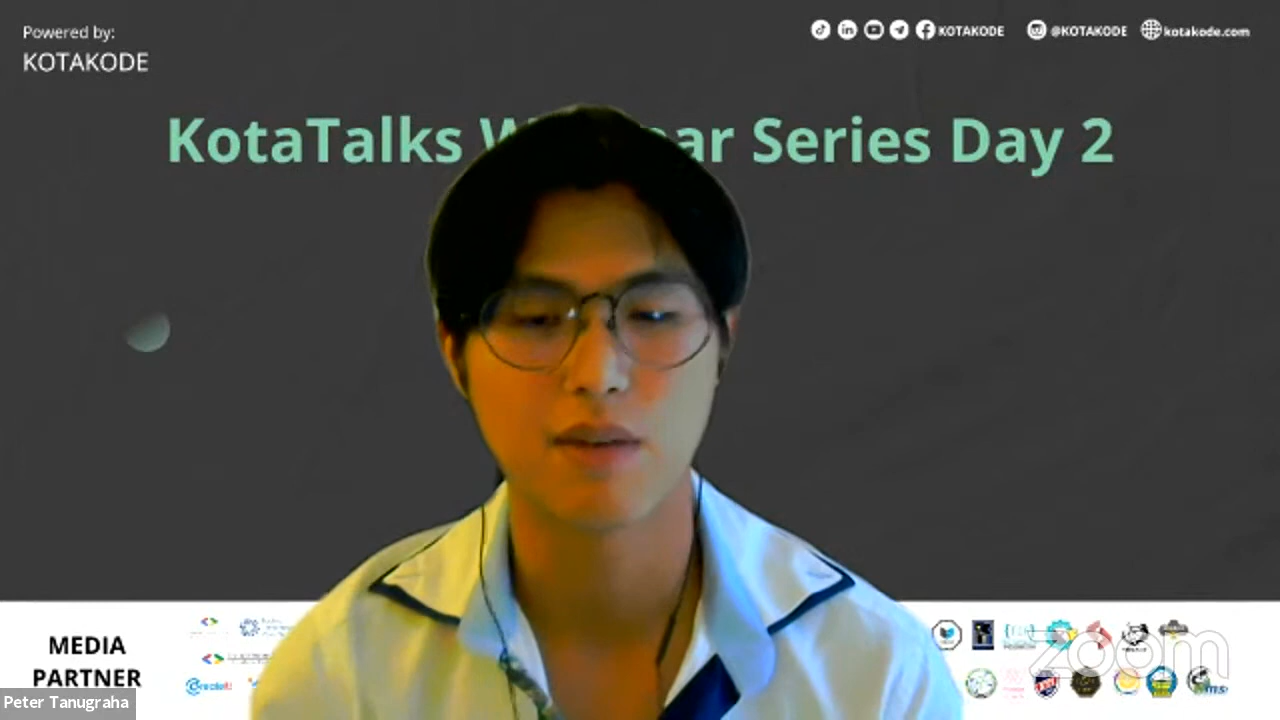 Powered by:
KOTAKODE
KOTAKODE
@KOTAKODE
kotakode.com
KotaTalks W ar Series Day 2
MEDIA
PARTNER
Peter Tanugraha
zoom